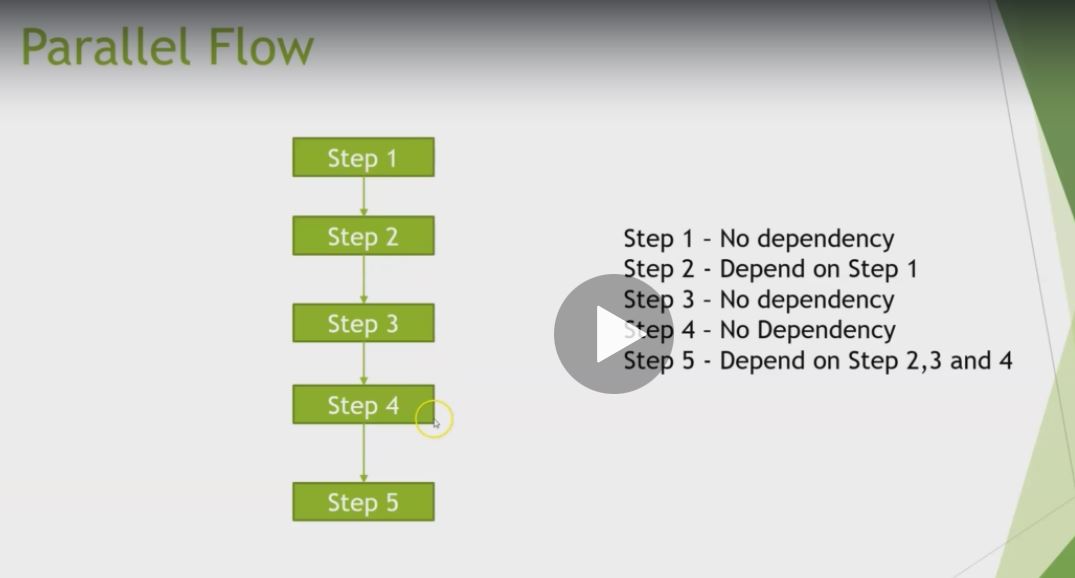 Parallel Flow
Step 1
Step 2
Step 3
Step 4
Step 5
Step 1 – No dependency
Step 2 - Depend on Step 1
Step 3 – No dependency
Step 4 – No Dependency
Step 5 - Depend on Step 2,3 and 4